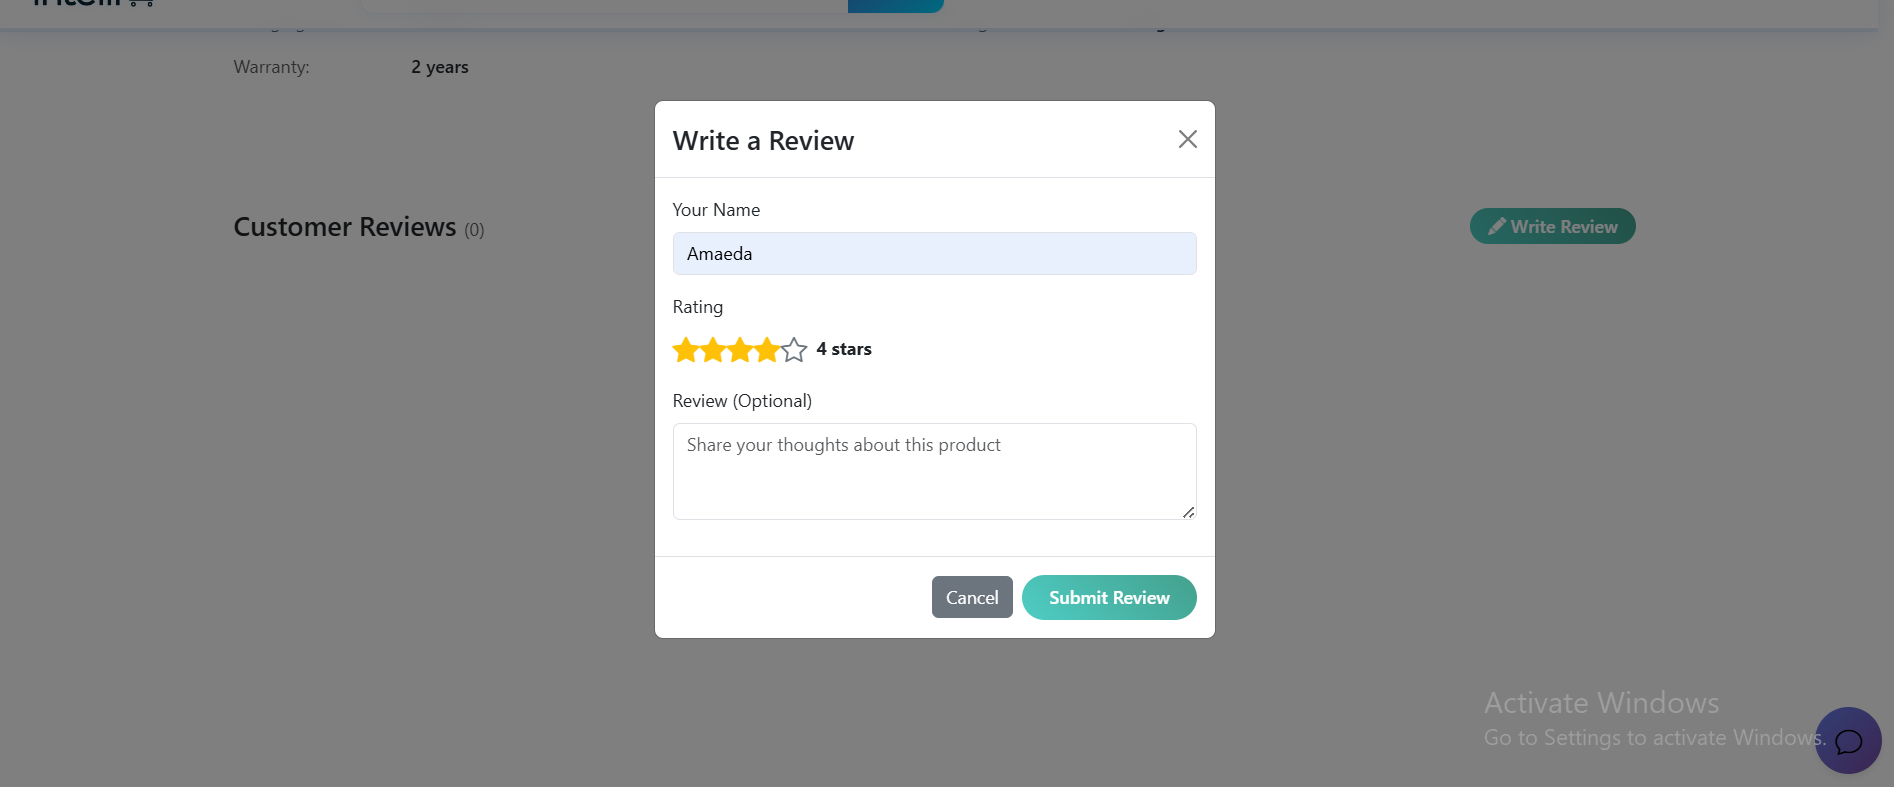 Warranty: 2 years
Write a Review
Your Name
Customer Reviews (0)
Write Review
Amaeda
Rating
4 stars
Review (Optional)
Share your thoughts about this product
Cancel
Submit Review
Activate Windows
Go to Settings to activate Windows.